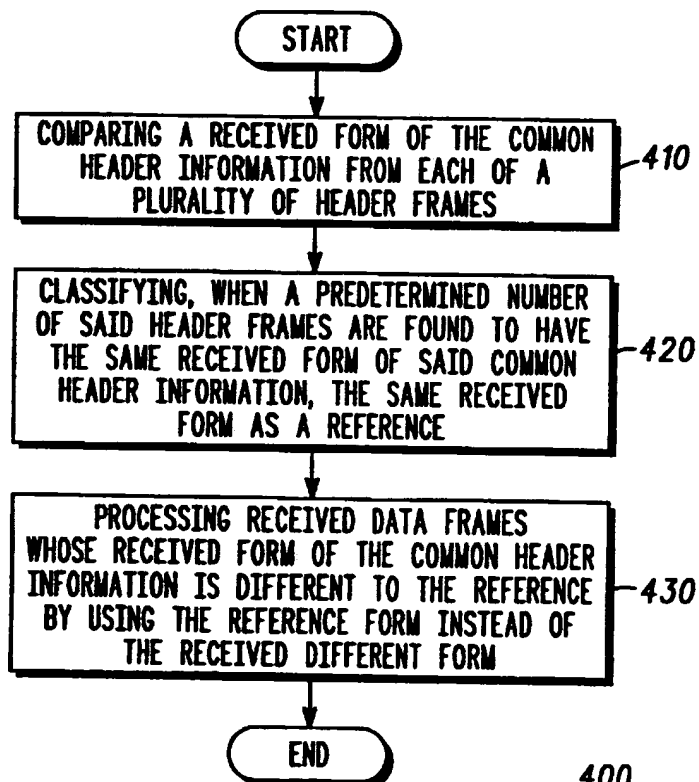 START
COMPARING A RECEIVED FORM OF THE COMMON
HEADER INFORMATION FROM EACH OF A
PLURALITY OF HEADER FRAMES
410
CLASSIFYING, WHEN A PREDETERMINED NUMBER
OF SAID HEADER FRAMES ARE FOUND TO HAVE
THE SAME RECEIVED FORM OF SAID COMMON
HEADER INFORMATION, THE SAME RECEIVED
FORM AS A REFERENCE
420
PROCESSING RECEIVED DATA FRAMES
WHOSE RECEIVED FORM OF THE COMMON HEADER
INFORMATION IS DIFFERENT TO THE REFERENCE
BY USING THE REFERENCE FORM INSTEAD OF
THE RECEIVED DIFFERENT FORM
430
END
400